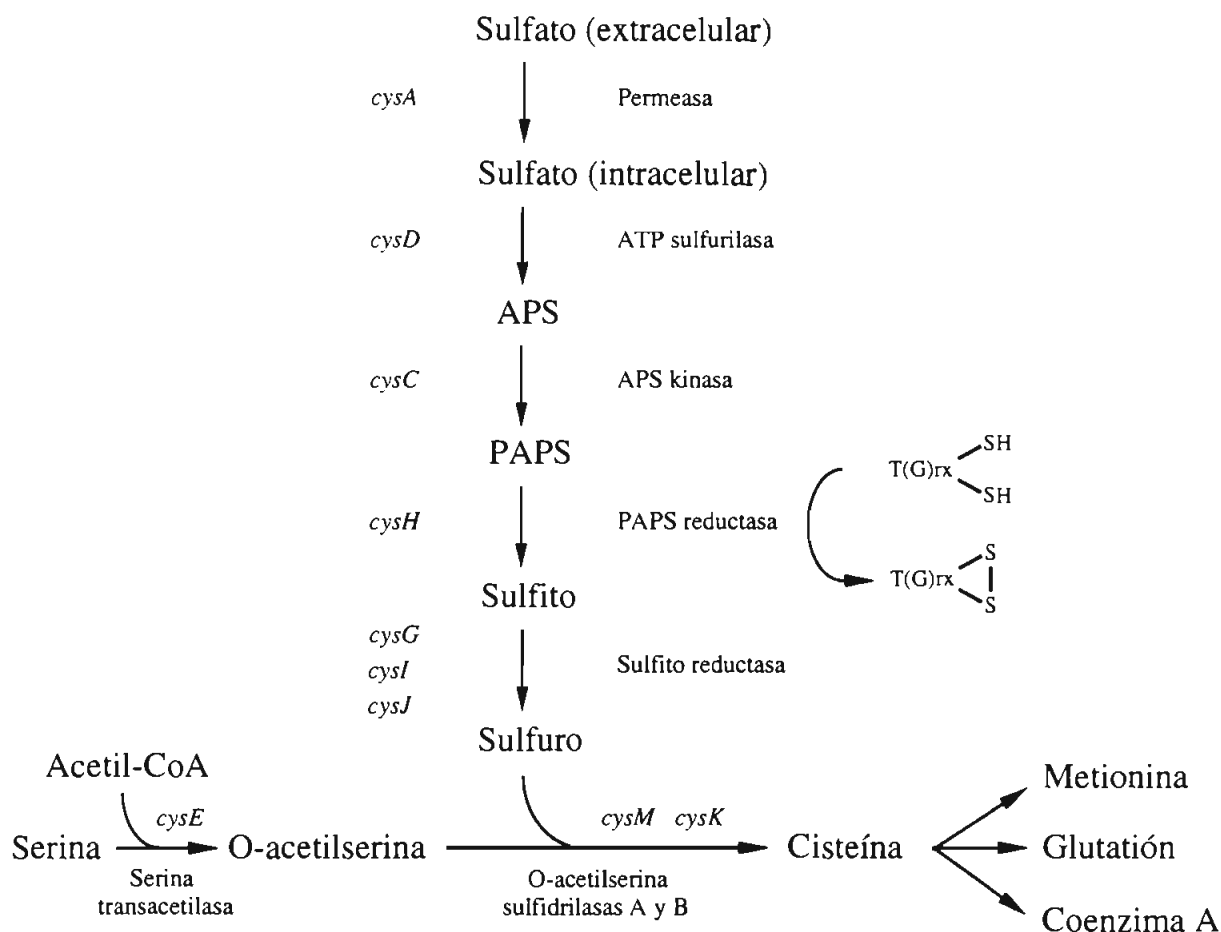 Sulfato (extracelular)
cysA
Permeasa
Sulfato (intracelular)
cysD
ATP sulfurilasa
APS
cysC
APS kinasa
PAPS
T(G)rx
SH
SH
cysH
PAPS reductasa
T(G)rx
S
S
Sulfito
cysG
cysI
cysJ
Sulfito reductasa
Sulfuro
Acetil-CoA
cysE
cysM cysK
Metionina
Serina
O-acetilserina
Cisteína
Glutatión
Serina
transacetilasa
O-acetilserina
sulfidrilasas A y B
Coenzima A